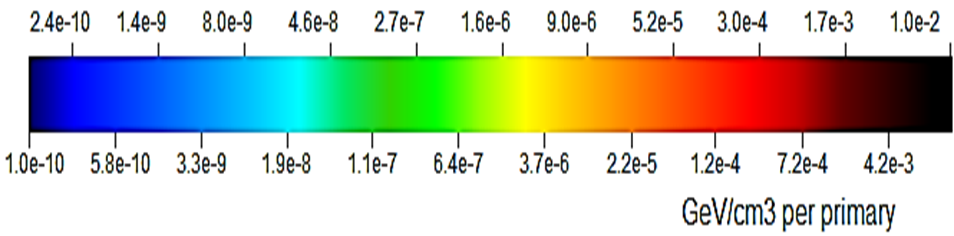 2.4e-10 1.4e-9 8.0e-9 4.6e-8 2.7e-7 1.6e-6 9.0e-6 5.2e-5 3.0e-4 1.7e-3 1.0e-2
1.0e-10 5.8e-10 3.3e-9 1.9e-8 1.1e-7 6.4e-7 3.7e-6 2.2e-5 1.2e-4 7.2e-4 4.2e-3
GeV/cm3 per primary